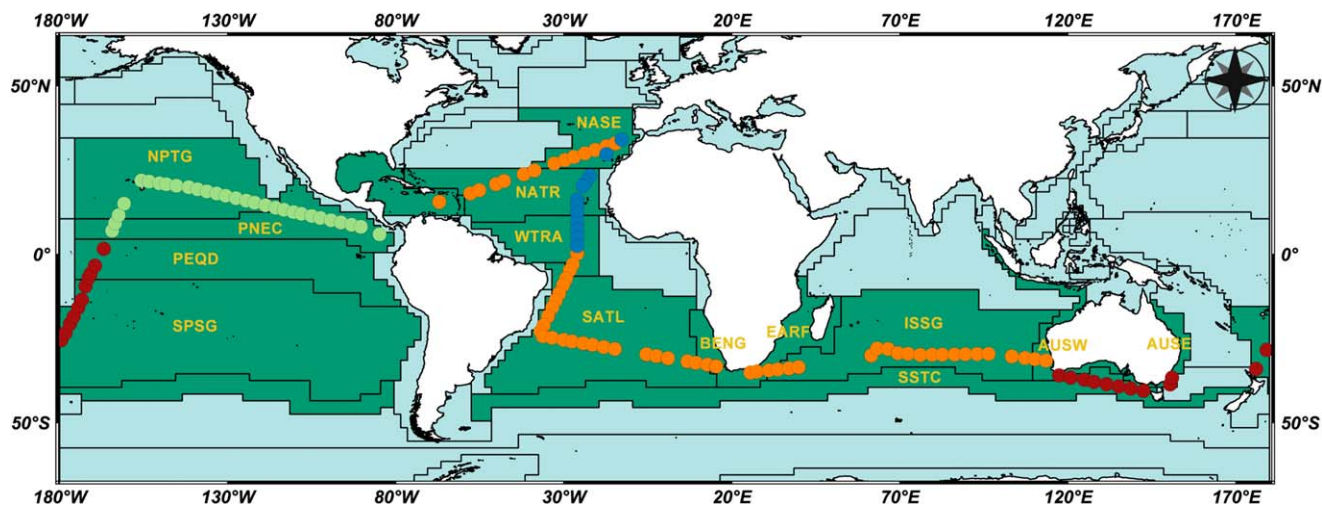 180°W 130°W 80°W 30°W 20°E 70°E 120°E 170°E
50°N 50°N
NASE
NPTG
NATR
PNEC
WTRA
0° 0°
PEQD
SPSG SATL ISSG
BENG EARF AUSW AUSE
SSTC
50°S 50°S
180°W 130°W 80°W 30°W 20°E 70°E 120°E 170°E